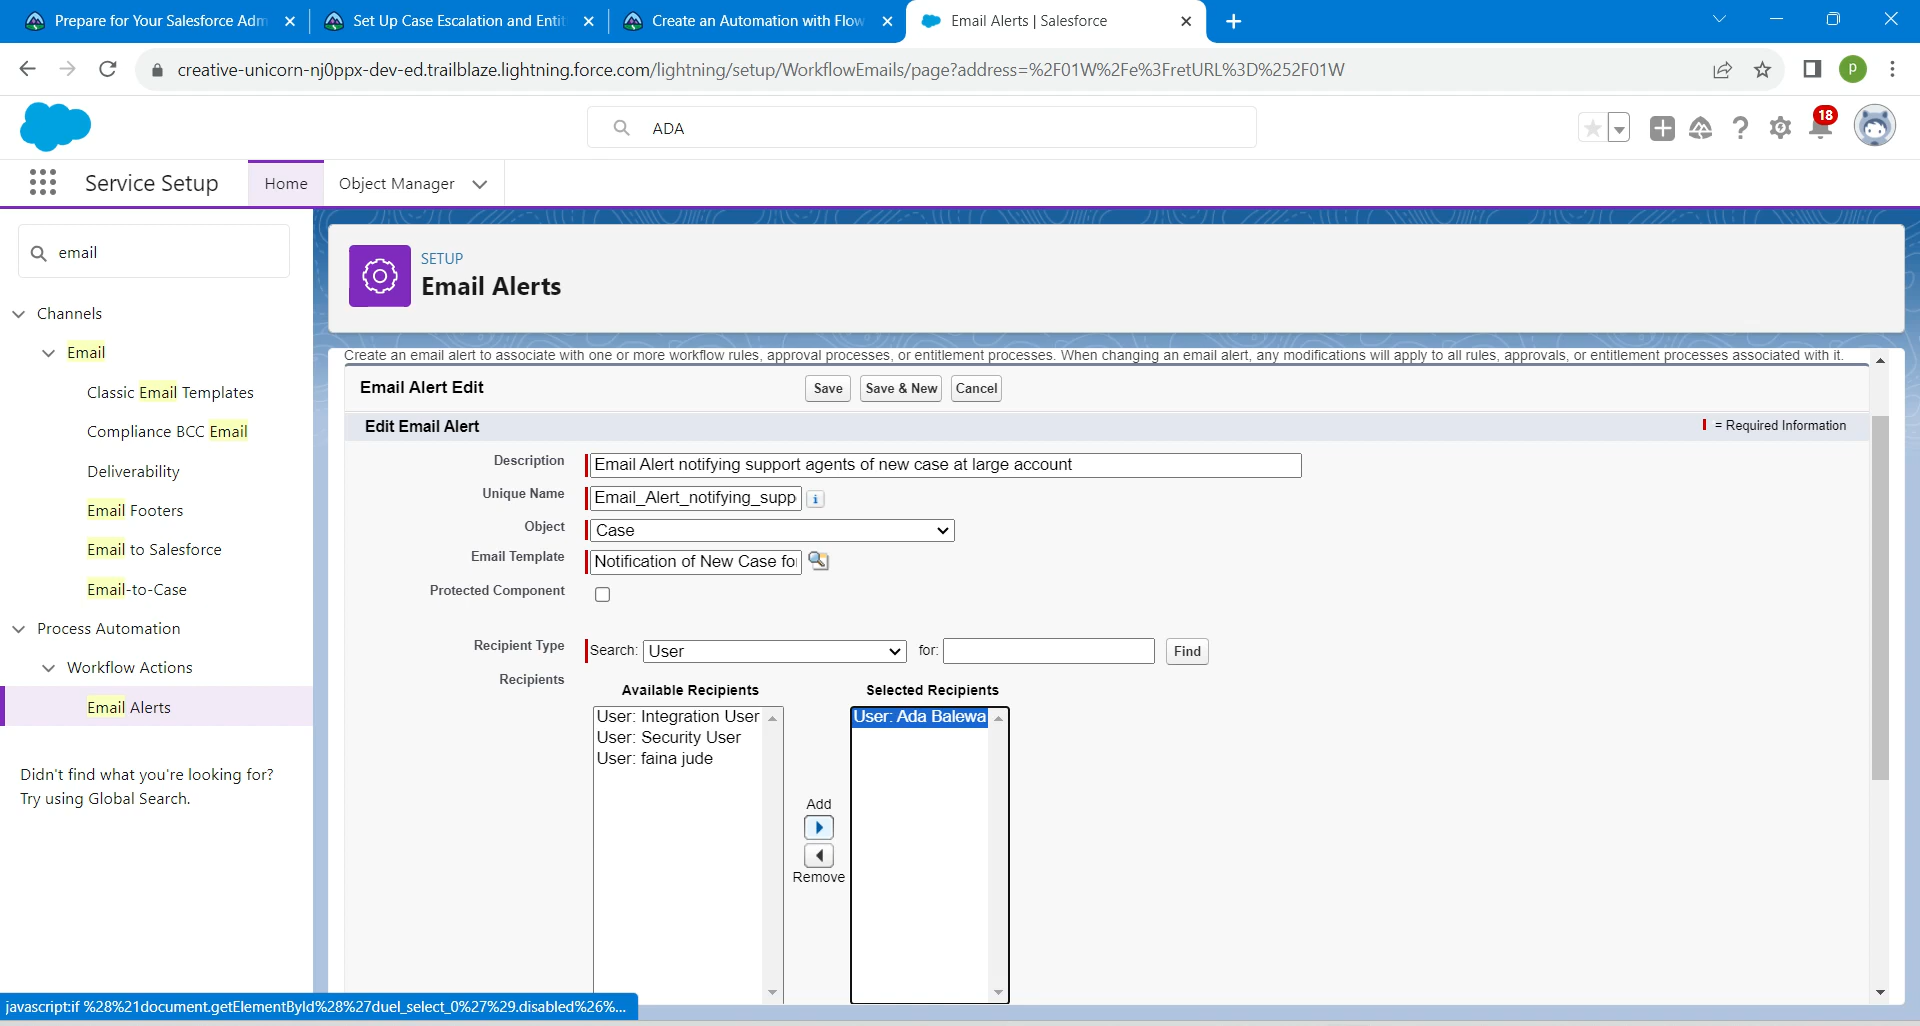 Prepare for Your Salesforce Adm
Set Up Case Escalation and Entit
Create an Automation with Flow
Email Alerts | Salesforce
creative-unicorn-nj0ppx-dev-ed.trailblaze.lightning.force.com/lightning/setup/WorkflowEmails/page?address=%2F01W%2Fe%3FretURL%3D%252F01W
P
ADA
18
Service Setup
Home
Object Manager
email
SETUP
Email Alerts
Channels
Email
Classic Email Templates
Compliance BCC Email
Deliverability
Email Footers
Email to Salesforce
Email-to-Case
Process Automation
Workflow Actions
Email Alerts
Didn't find what you're looking for?
Try using Global Search.
Create an email alert to associate with one or more workflow rules, approval processes, or entitlement processes. When changing an email alert, any modifications will apply to all rules, approvals, or entitlement processes associated with it.
Email Alert Edit
Save
Save & New
Cancel
Edit Email Alert
= Required Information
Description
Email Alert notifying support agents of new case at large account
Unique Name
Email_Alert_notifying_supp
i
Object
Case
Email Template
Notification of New Case for
Protected Component
Recipient Type
Search: User
for:
Find
Recipients
Available Recipients
Selected Recipients
User: Integration User
User: Security User
User: faina jude
User: Ada Balewa
Add
Remove
javascript:if %28%21document.getElementById%28%27duel_select_0%27%29.disabled%26%...